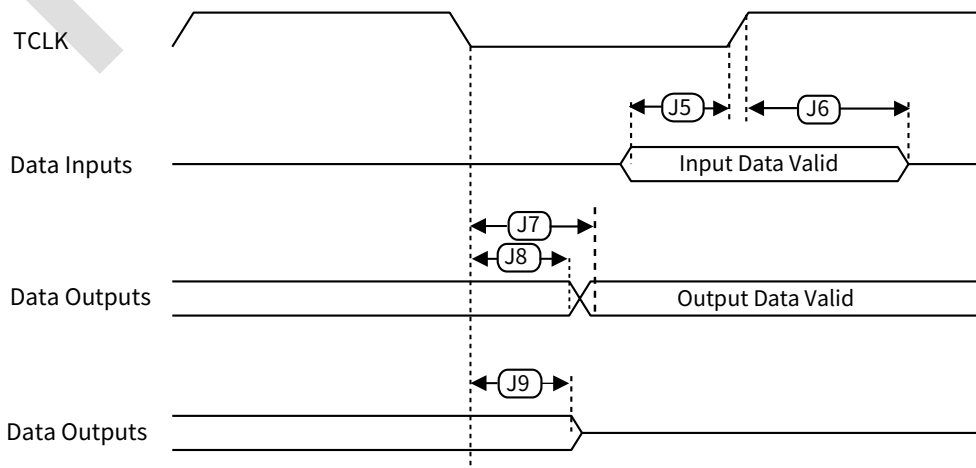 TCLK
J5
J6
Data Inputs
Input Data Valid
J7
J8
Data Outputs
Output Data Valid
J9
Data Outputs